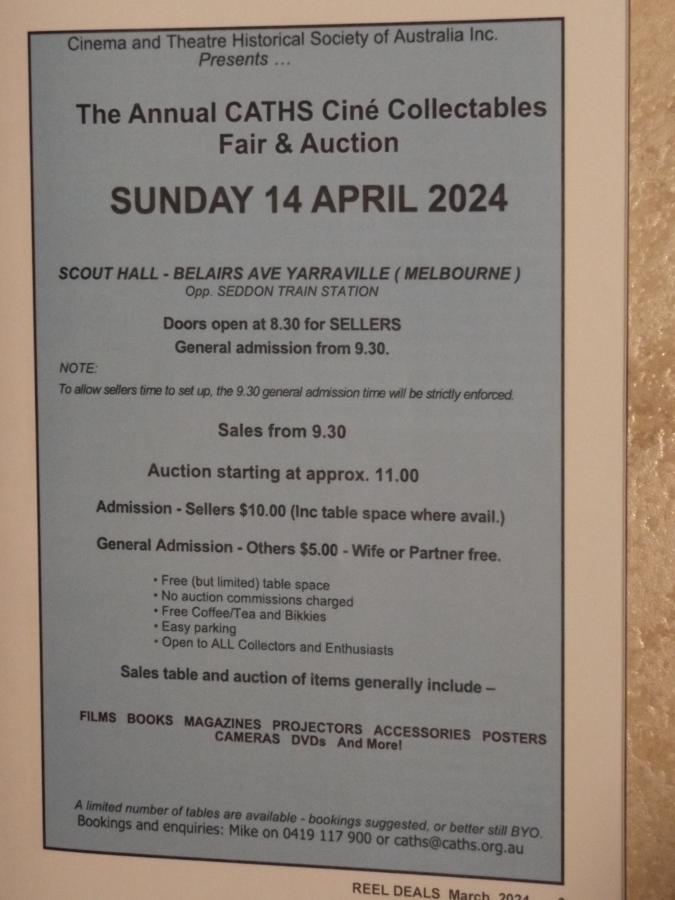 Cinema and Theatre Historical Society of Australia Inc.
Presents …
The Annual CATHS Ciné Collectables
Fair & Auction
SUNDAY 14 APRIL 2024
SCOUT HALL - BELAIRS AVE YARRAVILLE ( MELBOURNE )
Opp. SEDDON TRAIN STATION
Doors open at 8.30 for SELLERS
General admission from 9.30.
NOTE:
To allow sellers time to set up, the 9.30 general admission time will be strictly enforced.
Sales from 9.30
Auction starting at approx. 11.00
Admission - Sellers $10.00 (Inc table space where avail.)
General Admission - Others $5.00 - Wife or Partner free.
• Free (but limited) table space
• No auction commissions charged
• Free Coffee/Tea and Bikkies
• Easy parking
• Open to ALL Collectors and Enthusiasts
Sales table and auction of items generally include –
FILMS BOOKS MAGAZINES PROJECTORS ACCESSORIES POSTERS
CAMERAS DVDs And More!
A limited number of tables are available - bookings suggested, or better still BYO.
Bookings and enquiries: Mike on 0419 117 900 or caths@caths.org.au
REEL DEALS March, 2024